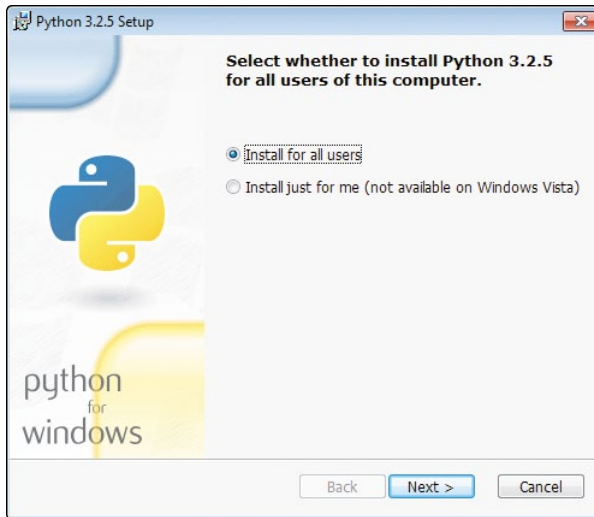 Python 3.2.5 Setup
Select whether to install Python 3.2.5
for all users of this computer.
Install for all users
Install just for me (not available on Windows Vista)
python
for
windows
Back
Next >
Cancel